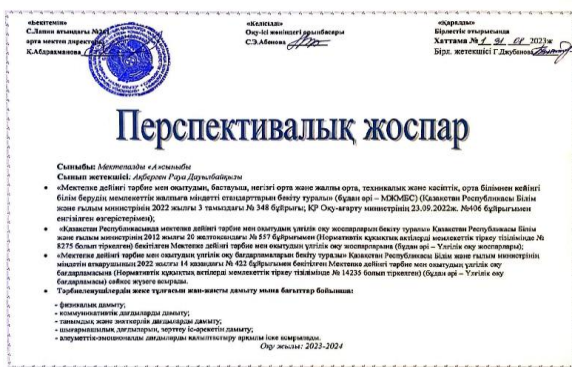 «Бекітемін»
С.Лапин атындағы №261
орта мектеп директоры
Қ.Абдрахманова
«Келісілді»
Оқу-ісі жөніндегі орынбасары
С.Э.Абенова
«Қаралды»
Бірлестік отырысында
Хаттама № 1 31 08 2023ж
Бірл. жетекшісі Г.Джубенова
Перспективалық жоспар
Сыныбы: Мектепалды «А»сыныбы
Сынып жетекшісі: Ақберген Рауа Дауылбайқызы
«Мектепке дейінгі тәрбие мен оқытудың, бастауыш, негізгі орта және жалпы орта, техникалық және кәсіптік, орта білімнен кейінгі
білім берудің мемлекеттік жалпыға міндетті стандарттарын бекіту туралы» (бұдан әрі – МЖМБС) (Қазақстан Республикасы Білім
және ғылым министрінің 2022 жылғы 3 тамыздағы № 348 бұйрығы; ҚР Оқу-ағарту министрінің 23.09.2022ж. №406 бұйрығымен
енгізілген өзгерістерімен);
«Қазақстан Республикасында мектепке дейінгі тәрбие мен оқытудың үлгілік оқу жоспарларын бекіту туралы» Қазақстан Республикасы Білім
және ғылым министрінің 2012 жылғы 20 желтоқсандағы № 557 бұйрығымен (Нормативтік құқықтық актілерді мемлекеттік тіркеу тізілімінде №
8275 болып тіркелген) бекітілген Мектепке дейінгі тәрбие мен оқытудың үлгілік оқу жоспарларына (бұдан әрі – Үлгілік оқу жоспарлары);
«Мектепке дейінгі тәрбие мен оқытудың үлгілік оқу бағдарламаларын бекіту туралы» Қазақстан Республикасы Білім және ғылым министрінің
міндетін атқарушының 2022 жылғы 14 қазандағы № 422 бұйрығымен бекітілген Мектепке дейінгі тәрбие мен оқытудың үлгілік оқу
бағдарламасына (Нормативтік құқықтық актілерді мемлекеттік тіркеу тізілімінде № 14235 болып тіркелген) (бұдан әрі – Үлгілік оқу
бағдарламасы) сәйкес жүзеге асырады.
Тәрбиеленушілердің жеке тұлғасын жан-жақты дамыту мына бағыттар бойынша:
- физикалық дамыту;
- коммуникативтік дағдыларды дамыту;
- танымдық және зияткерлік дағдыларды дамыту;
- шығармашылық дағдыларын, зерттеу іс-әрекетін дамыту;
- әлеуметтік-эмоционалды дағдыларды қалыптастыру арқылы іске асырылады.
Оқу жылы: 2023-2024